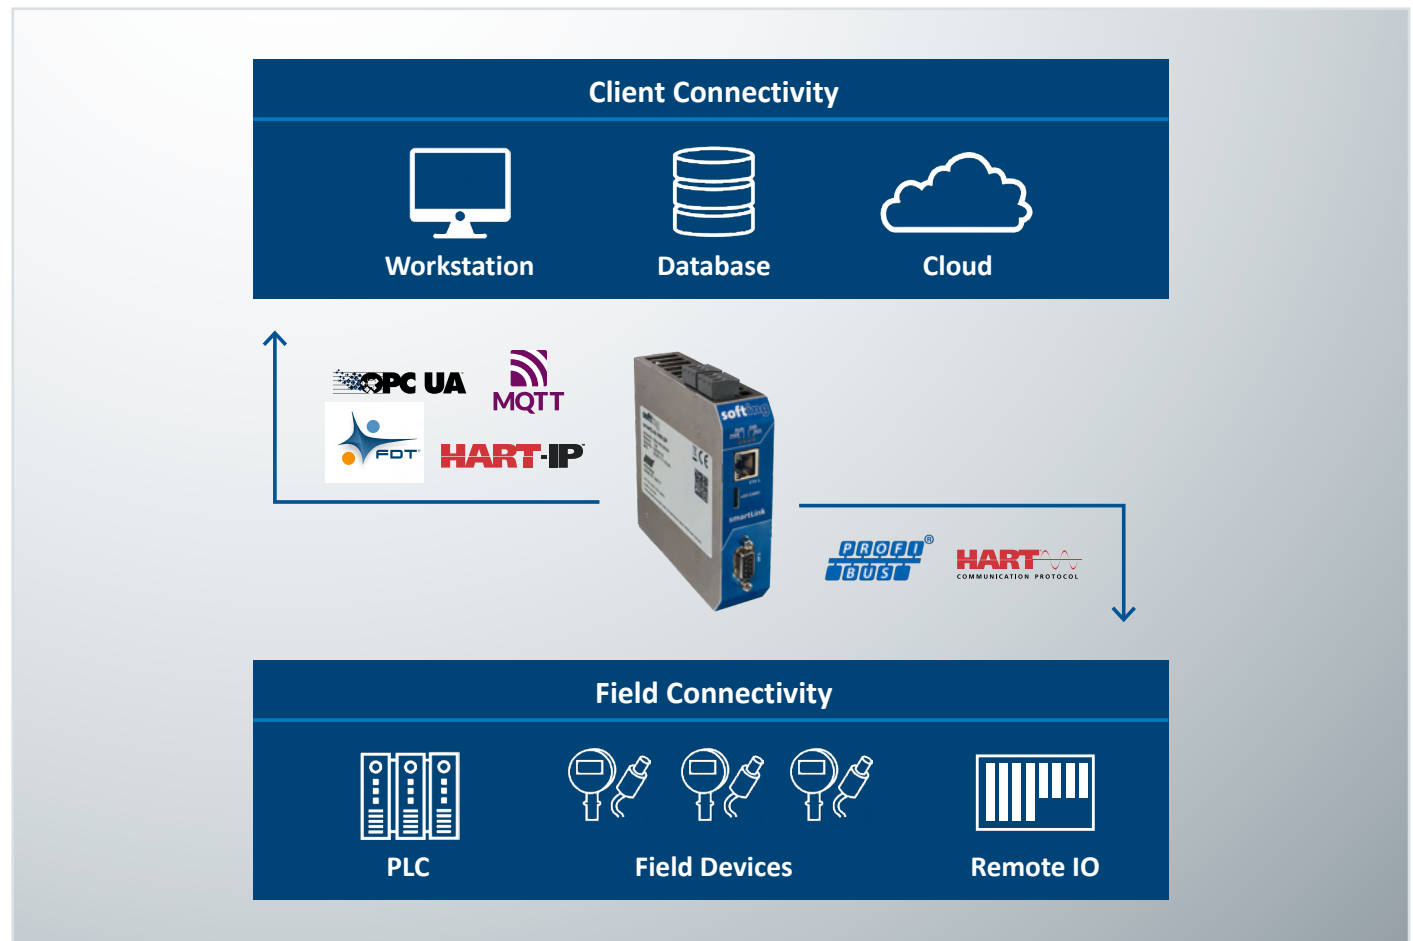 Client Connectivity
Workstation
Database
Cloud
OPC UA
MQTT
FDT
HART-IP
softing
softing
smartLink
PROFI
BUS
®
HART
COMMUNICATION PROTOCOL
Field Connectivity
PLC
Field Devices
Remote IO